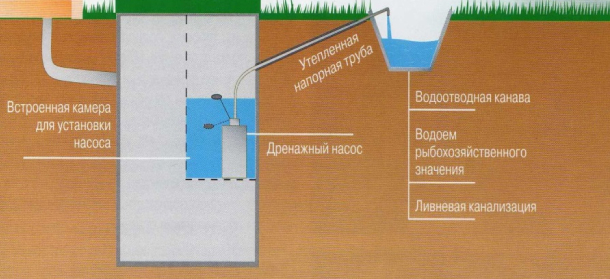 Утепленная
напорная труба
Встроенная камера
для установки
насоса
Дренажный насос
Водоотводная канава
Водоем
рыбохозяйственного
значения
Ливневая канализация